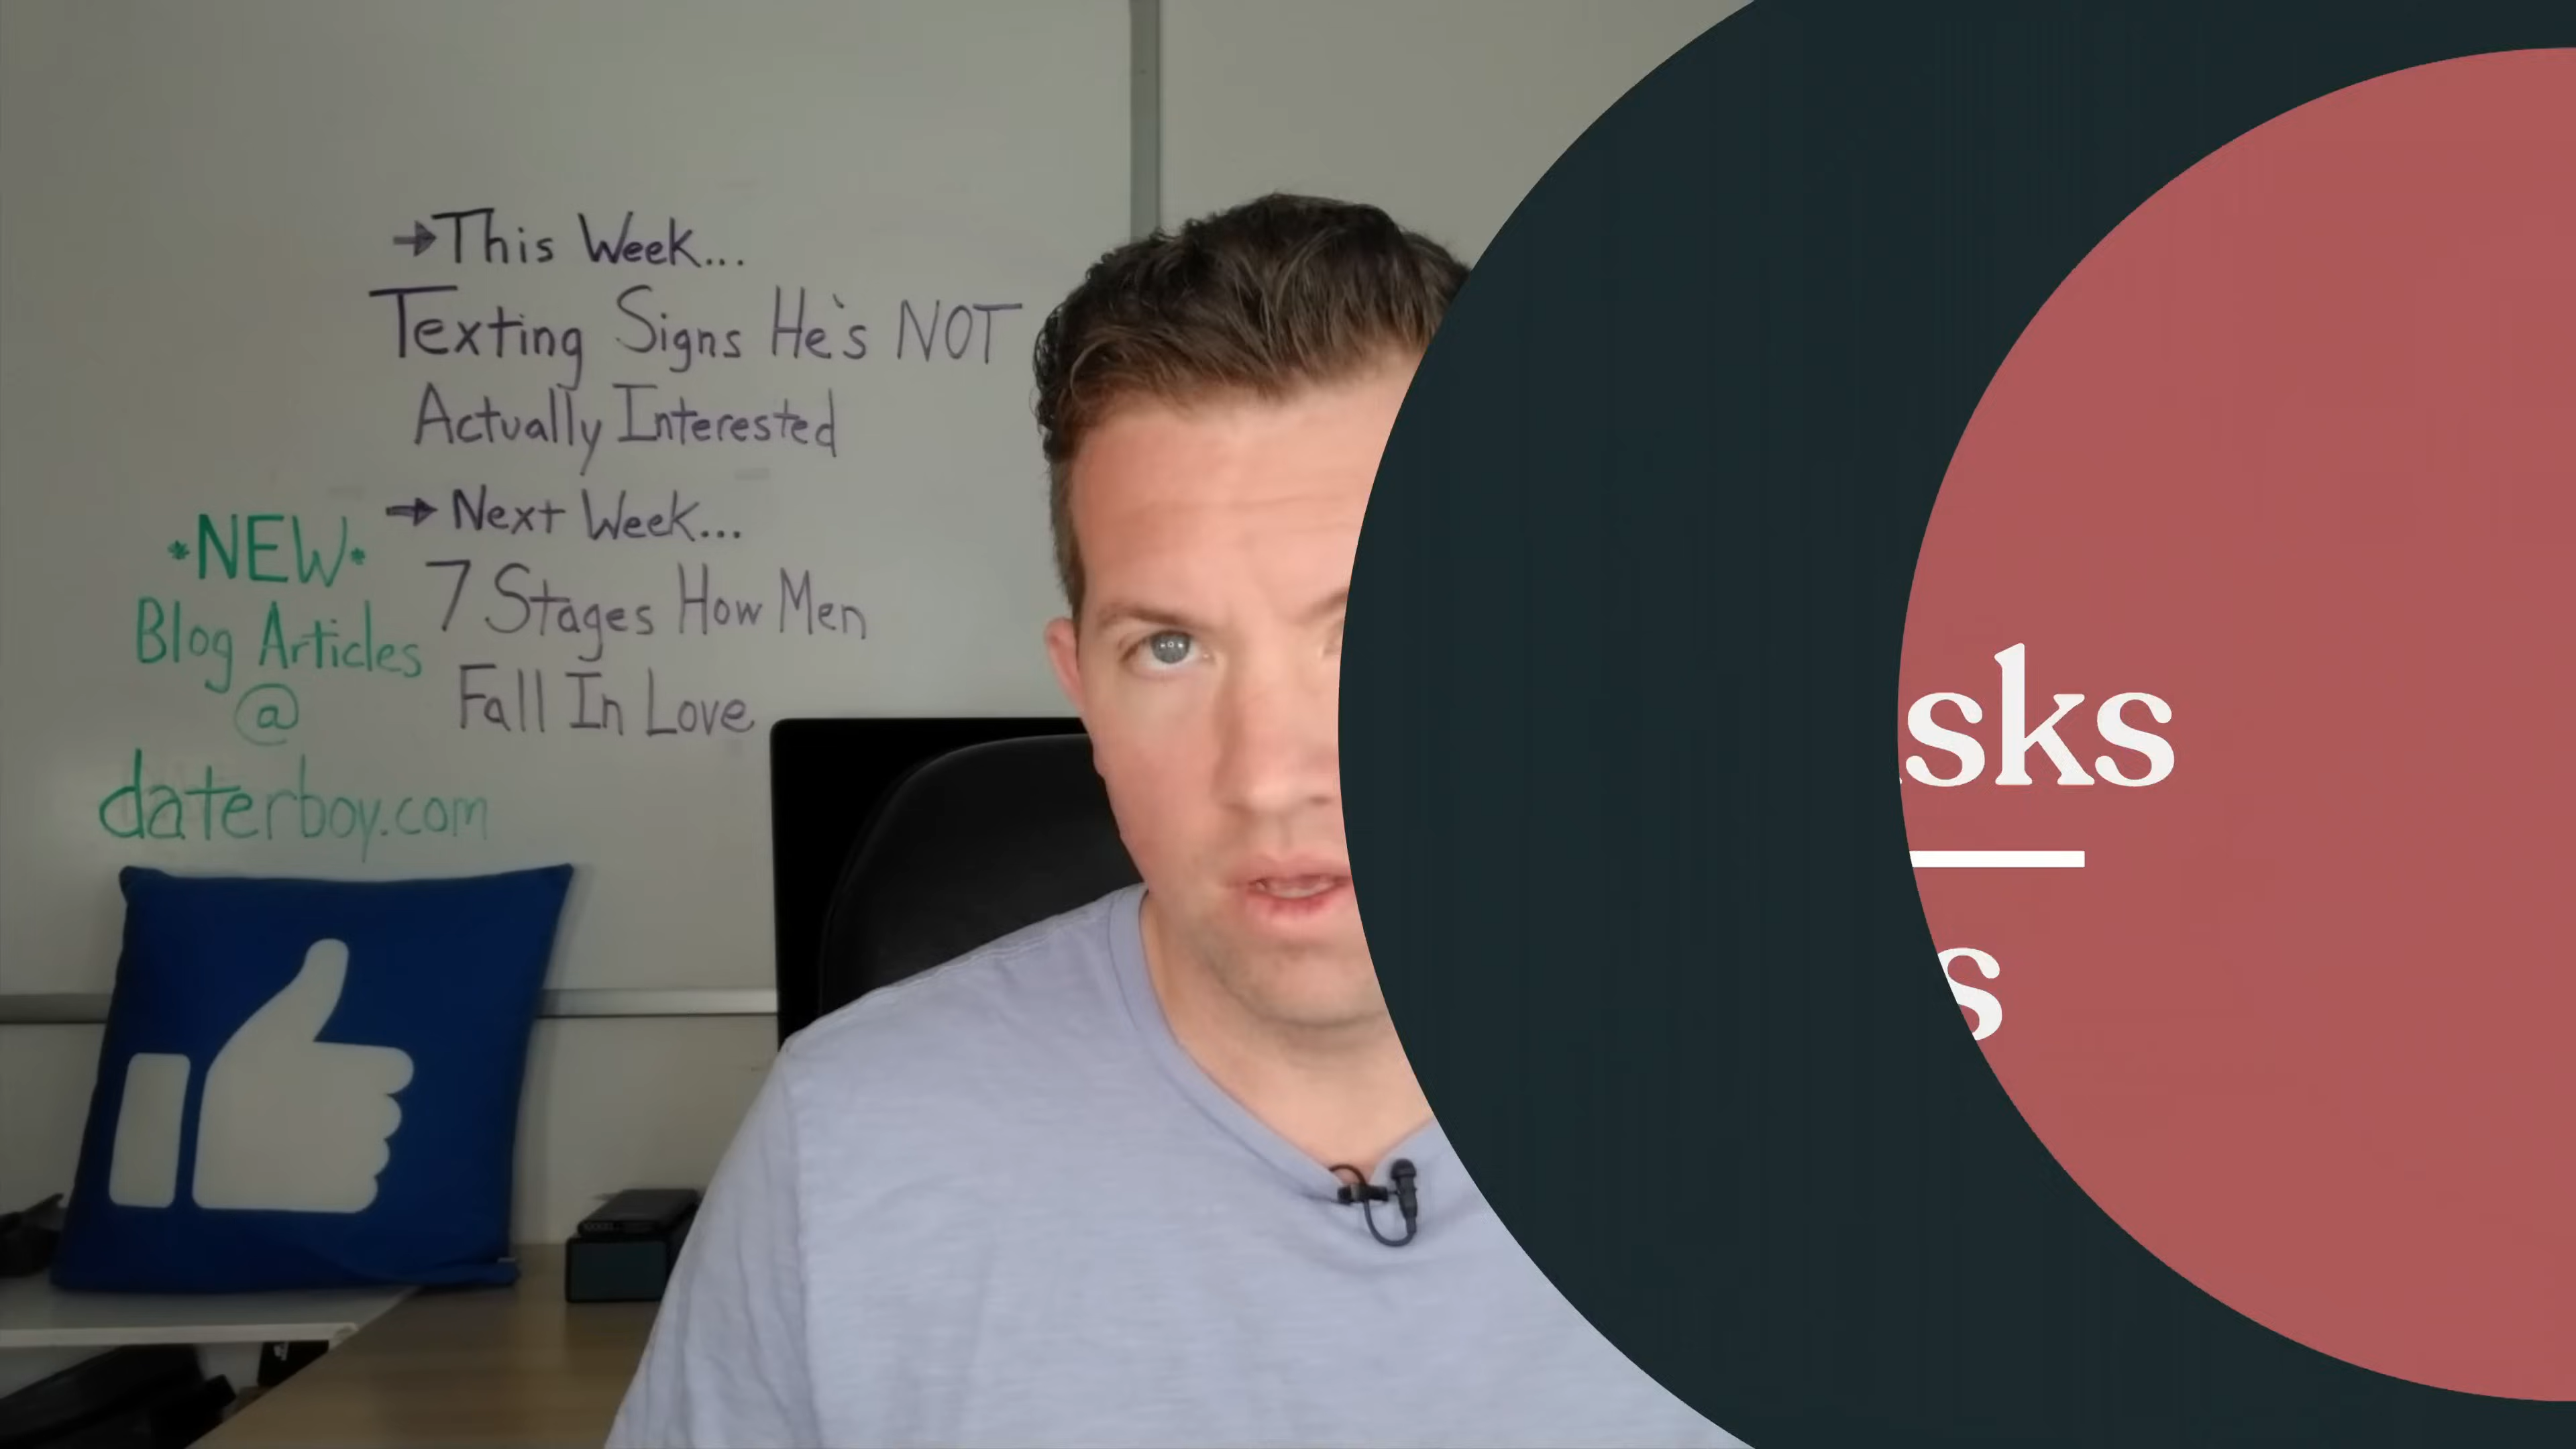 →This Week...
Texting Signs He's NOT
Actually Interested
→ Next Week...
7 Stages How Men
Fall In Love
*NEW*
Blog Articles
@
daterboy.com